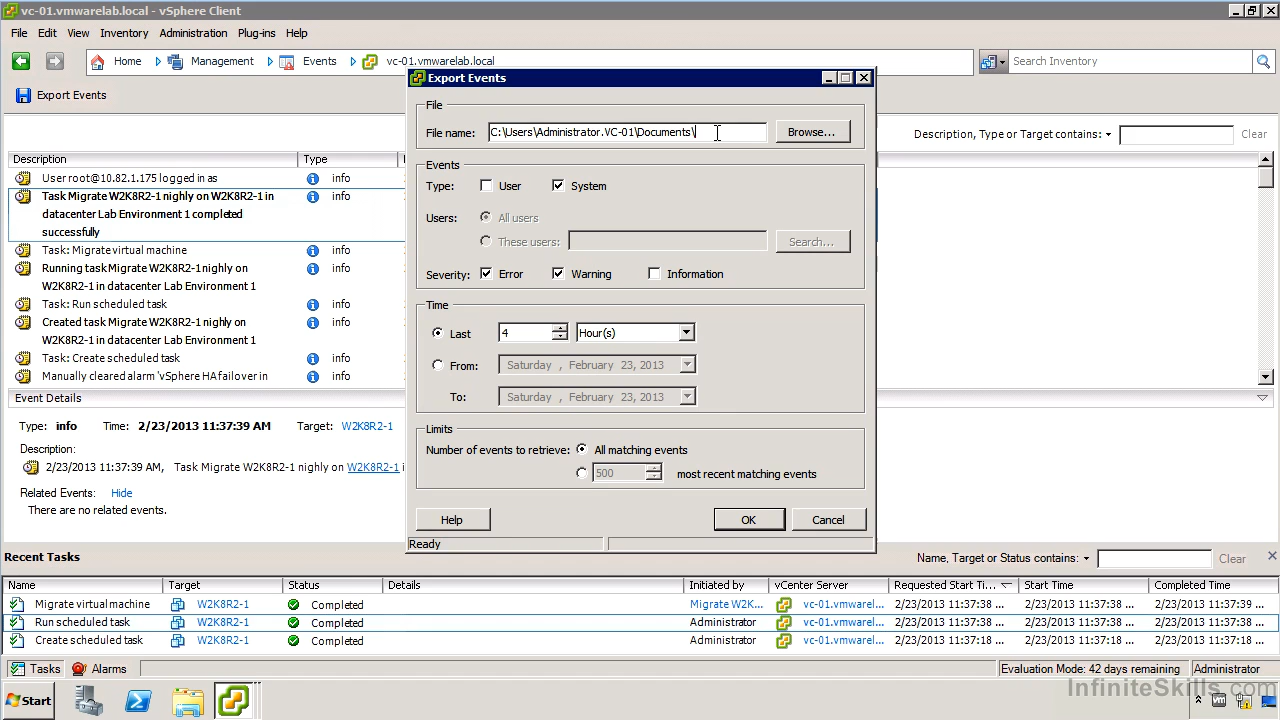 vc-01.vmwarelab.local - vSphere Client
File Edit View Inventory Administration Plug-ins Help
Home Management Events vc-01.vmwarelab.local Search Inventory
Export Events
Description, Type or Target contains: Clear
Description Type
User root@10.82.1.175 logged in as info
Task Migrate W2K8R2-1 nighly on W2K8R2-1 in info
datacenter Lab Environment 1 completed
successfully
Task: Migrate virtual machine info
Running task Migrate W2K8R2-1 nighly on info
W2K8R2-1 in datacenter Lab Environment 1
Task: Run scheduled task info
Created task Migrate W2K8R2-1 nighly on info
W2K8R2-1 in datacenter Lab Environment 1
Task: Create scheduled task info
Manually cleared alarm 'vSphere HA failover in info
Event Details
Type: info Time: 2/23/2013 11:37:39 AM Target: W2K8R2-1
Description:
2/23/2013 11:37:39 AM, Task Migrate W2K8R2-1 nighly on W2K8R2-1 i
Related Events: Hide
There are no related events.
Export Events
File
File name: C:\Users\Administrator.VC-01\Documents\ Browse...
Events
Type: User System
Users: All users
These users: Search...
Severity: Error Warning Information
Time
Last 4 Hour(s)
From: Saturday , February 23, 2013
To: Saturday , February 23, 2013
Limits
Number of events to retrieve: All matching events
500 most recent matching events
Help OK Cancel
Ready
Recent Tasks Name, Target or Status contains: Clear
Name Target Status Details Initiated by vCenter Server Requested Start Ti... Start Time Completed Time
Migrate virtual machine W2K8R2-1 Completed Migrate W2K... vc-01.vmwarel... 2/23/2013 11:37:38 ... 2/23/2013 11:37:38 ... 2/23/2013 11:37:39 ...
Run scheduled task W2K8R2-1 Completed Administrator vc-01.vmwarel... 2/23/2013 11:37:38 ... 2/23/2013 11:37:38 ... 2/23/2013 11:37:38 ...
Create scheduled task W2K8R2-1 Completed Administrator vc-01.vmwarel... 2/23/2013 11:37:18 ... 2/23/2013 11:37:18 ... 2/23/2013 11:37:18 ...
Tasks Alarms Evaluation Mode: 42 days remaining Administrator
Start
InfiniteSkills.com